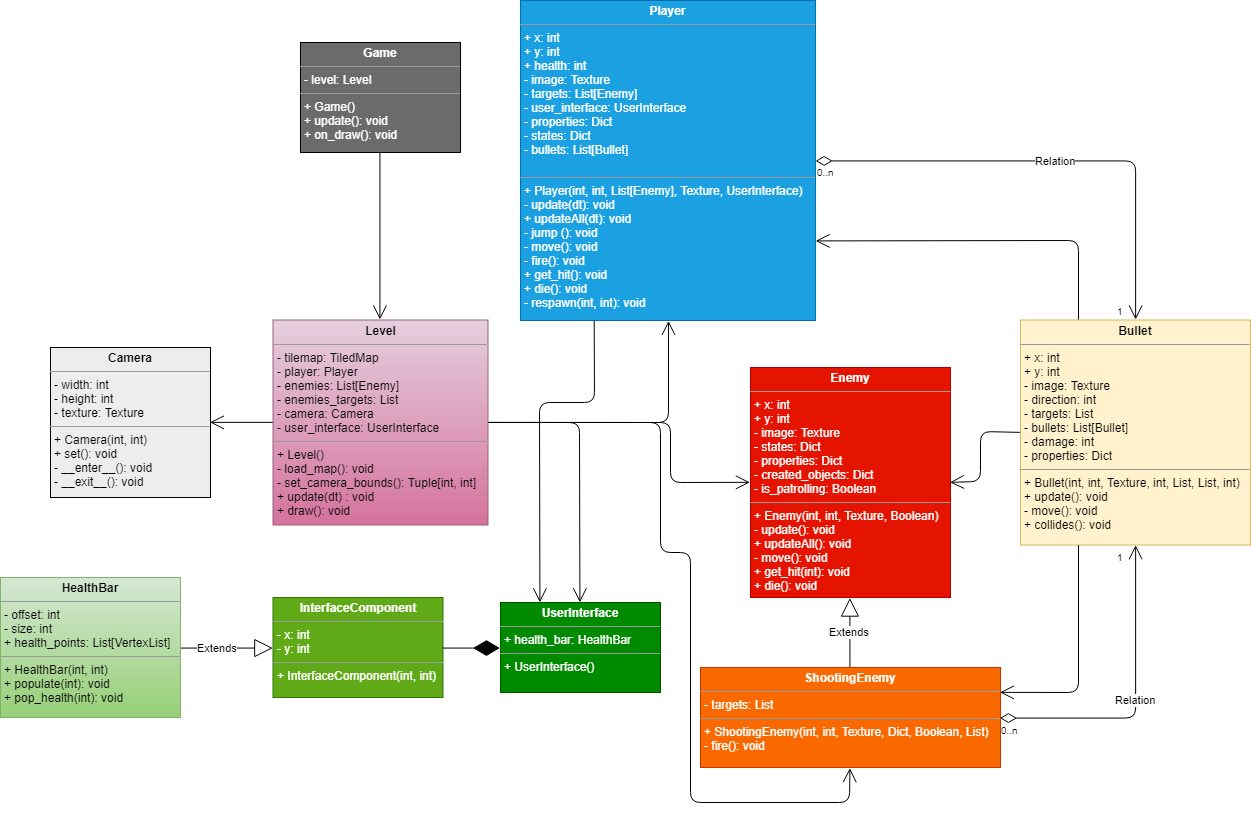 Player
+ x: int
+ y: int
+ health: int
- image: Texture
- targets: List[Enemy]
- user_interface: UserInterface
- properties: Dict
- states: Dict
- bullets: List[Bullet]
+ Player(int, int, List[Enemy], Texture, UserInterface)
- update(dt): void
+ updateAll(dt): void
- jump (): void
- move(): void
- fire(): void
+ get_hit(): void
+ die(): void
- respawn(int, int): void
Game
- level: Level
+ Game()
+ update(): void
+ on_draw(): void
Relation
0..n
1
Camera
- width: int
- height: int
- texture: Texture
+ Camera(int, int)
+ set(): void
- __enter__(): void
- __exit__(): void
Level
- tilemap: TiledMap
- player: Player
- enemies: List[Enemy]
- enemies_targets: List
- camera: Camera
- user_interface: UserInterface
+ Level()
- load_map(): void
- set_camera_bounds(): Tuple[int, int]
+ update(dt) : void
+ draw(): void
Enemy
+ x: int
+ y: int
- image: Texture
- states: Dict
- properties: Dict
- created_objects: Dict
- is_patrolling: Boolean
+ Enemy(int, int, Texture, Boolean)
- update(): void
+ updateAll(): void
- move(): void
+ get_hit(int): void
+ die(): void
Bullet
+ x: int
+ y: int
- image: Texture
- direction: int
- targets: List
- bullets: List[Bullet]
- damage: int
- properties: Dict
+ Bullet(int, int, Texture, int, List, List, int)
+ update(): void
- move(): void
+ collides(): void
1
HealthBar
- offset: int
- size: int
+ health_points: List[VertexList]
+ HealthBar(int, int)
+ populate(int): void
+ pop_health(int): void
Extends
InterfaceComponent
- x: int
- y: int
+ InterfaceComponent(int, int)
UserInterface
+ health_bar: HealthBar
+ UserInterface()
Extends
ShootingEnemy
- targets: List
+ ShootingEnemy(int, int, Texture, Dict, Boolean, List)
- fire(): void
Relation
0..n